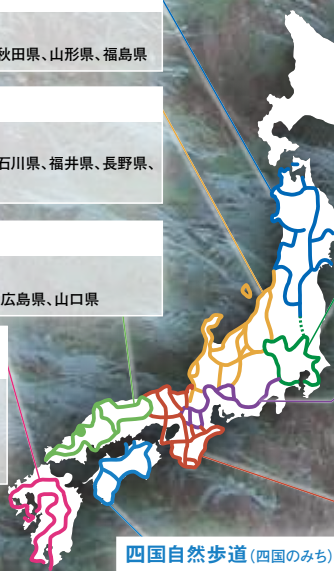 秋田県、山形県、福島県
石川県、福井県、長野県、
広島県、山口県
四国自然歩道(四国のみち)